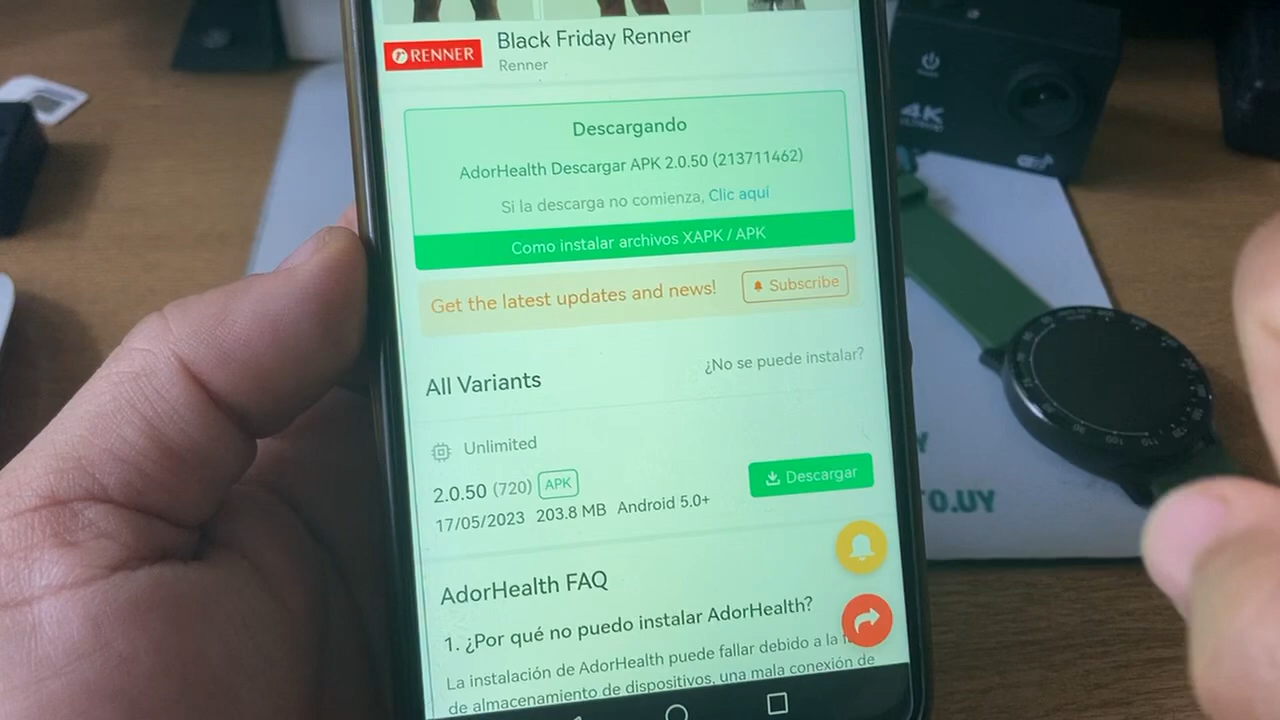 RENNER
Black Friday Renner
Renner
Descargando
AdorHealth Descargar APK 2.0.50 (213711462)
Si la descarga no comienza, Clic aquí
Como instalar archivos XAPK / APK
Get the latest updates and news!
Subscribe
All Variants
¿No se puede instalar?
Unlimited
2.0.50 (720) APK
Descargar
17/05/2023 203.8 MB Android 5.0+
AdorHealth FAQ
1. ¿Por qué no puedo instalar AdorHealth?
La instalación de AdorHealth puede fallar debido a la
de almacenamiento de dispositivos, una mala conexión de
4K
O.UY